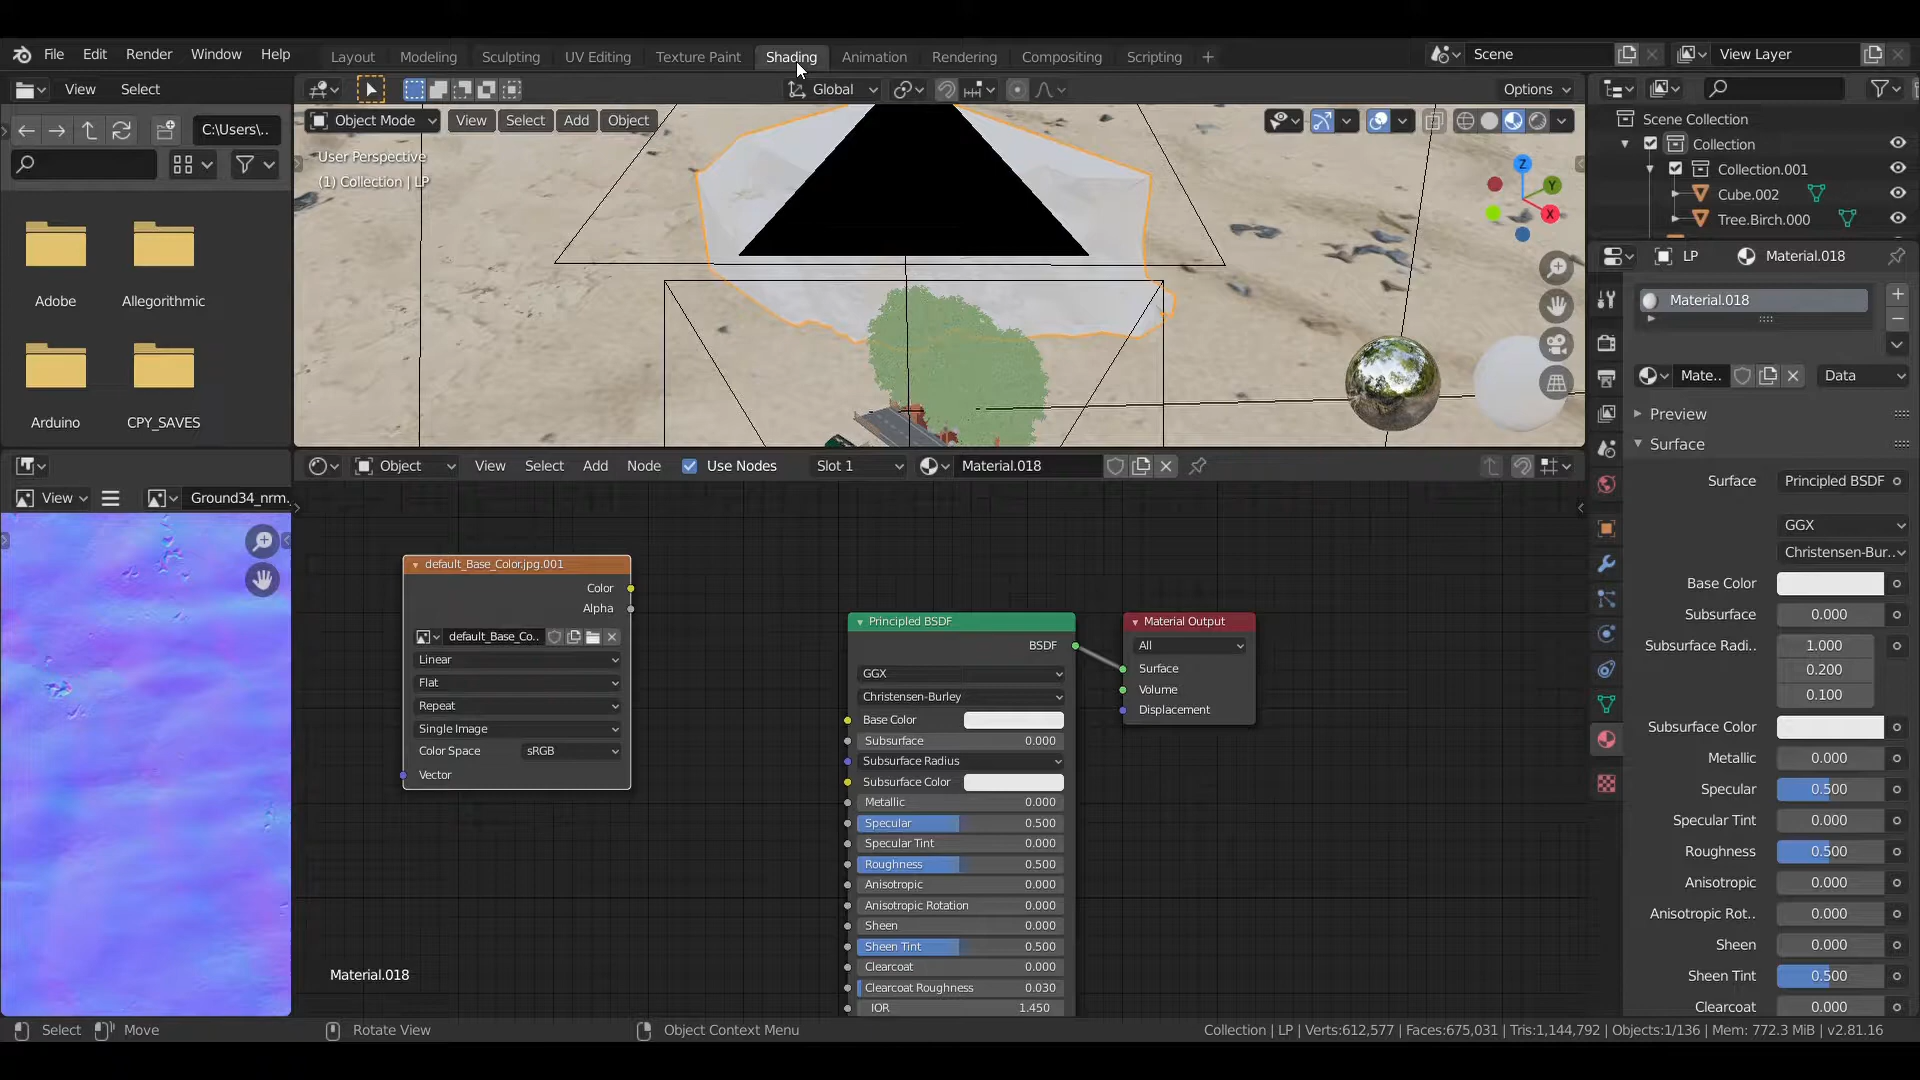 File Edit Render Window Help
Layout Modeling Sculpting UV Editing Texture Paint Shading Animation Rendering Compositing Scripting
Scene
View Layer
View Select
Global
Options
C:\Users\..
Object Mode View Select Add Object
User Perspective
(1) Collection | LP
Z
Y
X
Adobe
Allegorithmic
Arduino
CPY_SAVES
Scene Collection
Collection
Collection.001
Cube.002
Tree.Birch.000
LP Material.018
Material.018
Mate.. Data
Preview
Surface
Surface Principled BSDF
GGX
Christensen-Bur..
Base Color
Subsurface 0.000
Subsurface Radi.. 1.000
0.200
0.100
Subsurface Color
Metallic 0.000
Specular 0.500
Specular Tint 0.000
Roughness 0.500
Anisotropic 0.000
Anisotropic Rot.. 0.000
Sheen 0.000
Sheen Tint 0.500
Clearcoat 0.000
Object View Select Add Node Use Nodes Slot 1 Material.018
View Ground34_nrm.
default_Base_Color.jpg.001
Color
Alpha
default_Base_Co..
Linear
Flat
Repeat
Single Image
Color Space sRGB
Vector
Principled BSDF
BSDF
GGX
Christensen-Burley
Base Color
Subsurface 0.000
Subsurface Radius
Subsurface Color
Metallic 0.000
Specular 0.500
Specular Tint 0.000
Roughness 0.500
Anisotropic 0.000
Anisotropic Rotation 0.000
Sheen 0.000
Sheen Tint 0.500
Clearcoat 0.000
Clearcoat Roughness 0.030
IOR 1.450
Material Output
All
Surface
Volume
Displacement
Material.018
Select Move Rotate View Object Context Menu
Collection | LP | Verts:612,577 | Faces:675,031 | Tris:1,144,792 | Objects:1/136 | Mem: 772.3 MiB | v2.81.16